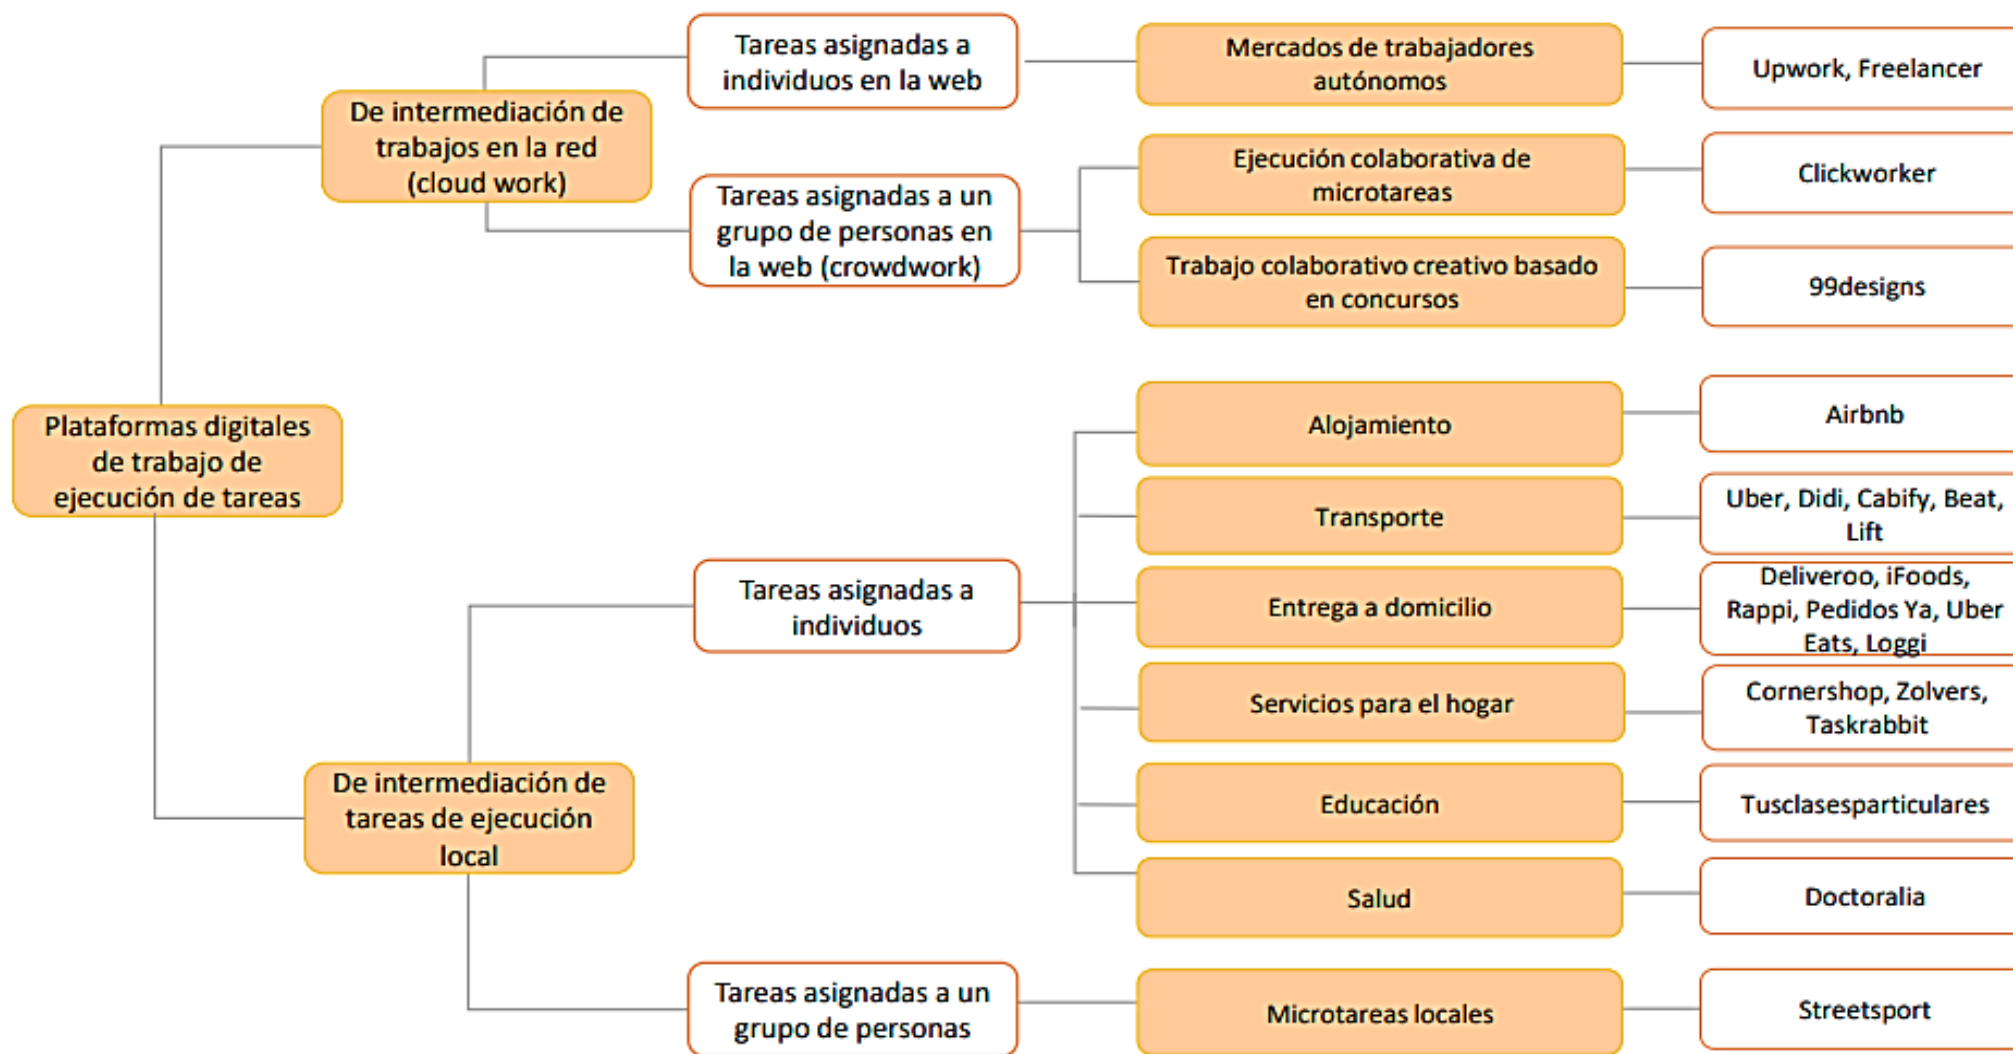 Tareas asignadas a
individuos en la web
Mercados de trabajadores
autónomos
Upwork, Freelancer
De intermediación de
trabajos en la red
(cloud work)
Tareas asignadas a un
grupo de personas en
la web (crowdwork)
Ejecución colaborativa de
microtareas
Clickworker
Trabajo colaborativo creativo basado
en concursos
99designs
Plataformas digitales
de trabajo de
ejecución de tareas
De intermediación de
tareas de ejecución
local
Tareas asignadas a
individuos
Alojamiento
Airbnb
Transporte
Uber, Didi, Cabify, Beat,
Lift
Entrega a domicilio
Deliveroo, iFoods,
Rappi, Pedidos Ya, Uber
Eats, Loggi
Servicios para el hogar
Cornershop, Zolvers,
Taskrabbit
Educación
Tusclasesparticulares
Salud
Doctoralia
Tareas asignadas a un
grupo de personas
Microtareas locales
Streetsport